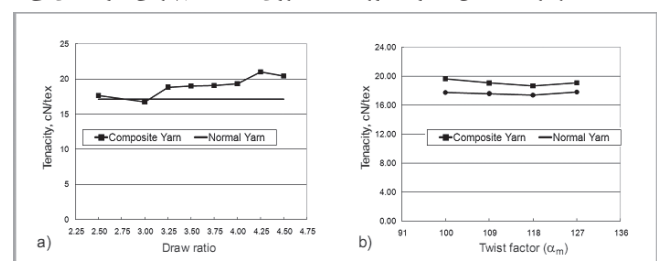 25
20
15
10
5
0
Tenacity, cN/tex
Composite Yarn Normal Yarn
2.25 2.50 2.75 3.00 3.25 3.50 3.75 4.00 4.25 4.50 4.75
a) Draw ratio
24.00
20.00
16.00
12.00
8.00
4.00
0.00
Tenacity, cN/tex
Composite Yarn Normal Yarn
91 100 109 118 127 136
b) Twist factor (αm)